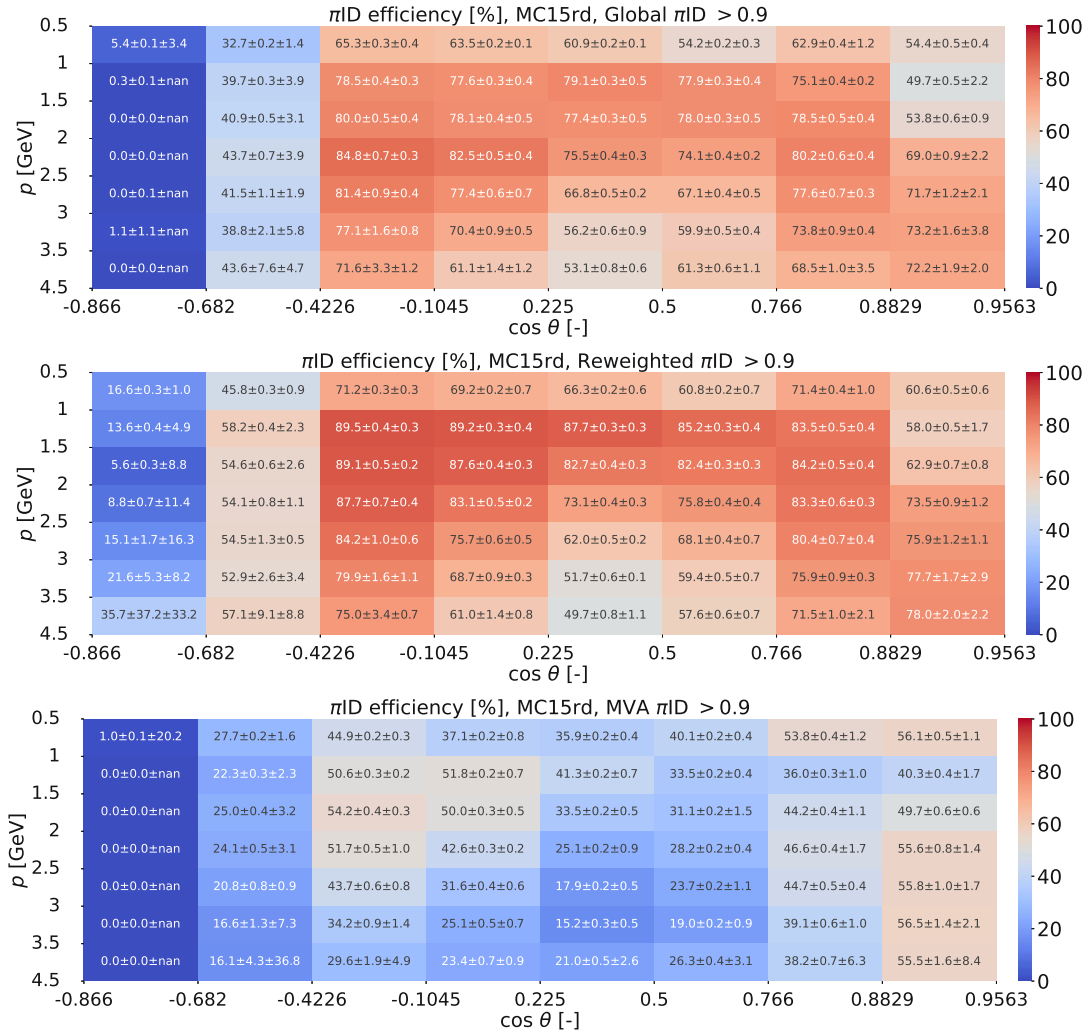 πID efficiency [%], MC15rd, Global πID > 0.9
0.5 5.4±0.1±3.4 32.7±0.2±1.4 65.3±0.3±0.4 63.5±0.2±0.1 60.9±0.2±0.1 54.2±0.2±0.3 62.9±0.4±1.2 54.4±0.5±0.4 100
1 0.3±0.1±nan 39.7±0.3±3.9 78.5±0.4±0.3 77.6±0.3±0.4 79.1±0.3±0.5 77.9±0.3±0.4 75.1±0.4±0.2 49.7±0.5±2.2 80
1.5 0.0±0.0±nan 40.9±0.5±3.1 80.0±0.5±0.4 78.1±0.4±0.5 77.4±0.3±0.5 78.0±0.3±0.5 78.5±0.5±0.4 53.8±0.6±0.9 60
2 0.0±0.0±nan 43.7±0.7±3.9 84.8±0.7±0.3 82.5±0.5±0.4 75.5±0.4±0.3 74.1±0.4±0.2 80.2±0.6±0.4 69.0±0.9±2.2
2.5 0.0±0.1±nan 41.5±1.1±1.9 81.4±0.9±0.4 77.4±0.6±0.7 66.8±0.5±0.2 67.1±0.4±0.5 77.6±0.7±0.3 71.7±1.2±2.1 40
3 1.1±1.1±nan 38.8±2.1±5.8 77.1±1.6±0.8 70.4±0.9±0.5 56.2±0.6±0.9 59.9±0.5±0.4 73.8±0.9±0.4 73.2±1.6±3.8 20
3.5 0.0±0.0±nan 43.6±7.6±4.7 71.6±3.3±1.2 61.1±1.4±1.2 53.1±0.8±0.6 61.3±0.6±1.1 68.5±1.0±3.5 72.2±1.9±2.0
4.5 0
p [GeV]
-0.866 -0.682 -0.4226 -0.1045 0.225 0.5 0.766 0.8829 0.9563
cos θ [-]
πID efficiency [%], MC15rd, Reweighted πID > 0.9
0.5 16.6±0.3±1.0 45.8±0.3±0.9 71.2±0.3±0.3 69.2±0.2±0.7 66.3±0.2±0.6 60.8±0.2±0.7 71.4±0.4±1.0 60.6±0.5±0.6 100
1 13.6±0.4±4.9 58.2±0.4±2.3 89.5±0.4±0.3 89.2±0.3±0.4 87.7±0.3±0.3 85.2±0.3±0.4 83.5±0.5±0.4 58.0±0.5±1.7 80
1.5 5.6±0.3±8.8 54.6±0.6±2.6 89.1±0.5±0.2 87.6±0.4±0.3 82.7±0.4±0.3 82.4±0.3±0.3 84.2±0.5±0.4 62.9±0.7±0.8 60
2 8.8±0.7±11.4 54.1±0.8±1.1 87.7±0.7±0.4 83.1±0.5±0.2 73.1±0.4±0.3 75.8±0.4±0.4 83.3±0.6±0.3 73.5±0.9±1.2
2.5 15.1±1.7±16.3 54.5±1.3±0.5 84.2±1.0±0.6 75.7±0.6±0.5 62.0±0.5±0.2 68.1±0.4±0.7 80.4±0.7±0.4 75.9±1.2±1.1 40
3 21.6±5.3±8.2 52.9±2.6±3.4 79.9±1.6±1.1 68.7±0.9±0.3 51.7±0.6±0.1 59.4±0.5±0.7 75.9±0.9±0.3 77.7±1.7±2.9 20
3.5 35.7±37.2±33.2 57.1±9.1±8.8 75.0±3.4±0.7 61.0±1.4±0.8 49.7±0.8±1.1 57.6±0.6±0.7 71.5±1.0±2.1 78.0±2.0±2.2
4.5 0
p [GeV]
-0.866 -0.682 -0.4226 -0.1045 0.225 0.5 0.766 0.8829 0.9563
cos θ [-]
πID efficiency [%], MC15rd, MVA πID > 0.9
0.5 1.0±0.1±20.2 27.7±0.2±1.6 44.9±0.2±0.3 37.1±0.2±0.8 35.9±0.2±0.4 40.1±0.2±0.4 53.8±0.4±1.2 56.1±0.5±1.1 100
1 0.0±0.0±nan 22.3±0.3±2.3 50.6±0.3±0.2 51.8±0.2±0.7 41.3±0.2±0.7 33.5±0.2±0.4 36.0±0.3±1.0 40.3±0.4±1.7 80
1.5 0.0±0.0±nan 25.0±0.4±3.2 54.2±0.4±0.3 50.0±0.3±0.5 33.5±0.2±0.5 31.1±0.2±1.5 44.2±0.4±1.1 49.7±0.6±0.6 60
2 0.0±0.0±nan 24.1±0.5±3.1 51.7±0.5±1.0 42.6±0.3±0.2 25.1±0.2±0.9 28.2±0.2±0.4 46.6±0.4±1.7 55.6±0.8±1.4
2.5 0.0±0.0±nan 20.8±0.8±0.9 43.7±0.6±0.8 31.6±0.4±0.6 17.9±0.2±0.5 23.7±0.2±1.1 44.7±0.5±0.4 55.8±1.0±1.7 40
3 0.0±0.0±nan 16.6±1.3±7.3 34.2±0.9±1.4 25.1±0.5±0.7 15.2±0.3±0.5 19.0±0.2±0.9 39.1±0.6±1.0 56.5±1.4±2.1 20
3.5 0.0±0.0±nan 16.1±4.3±36.8 29.6±1.9±4.9 23.4±0.7±0.9 21.0±0.5±2.6 26.3±0.4±3.1 38.2±0.7±6.3 55.5±1.6±8.4
4.5 0
p [GeV]
-0.866 -0.682 -0.4226 -0.1045 0.225 0.5 0.766 0.8829 0.9563
cos θ [-]